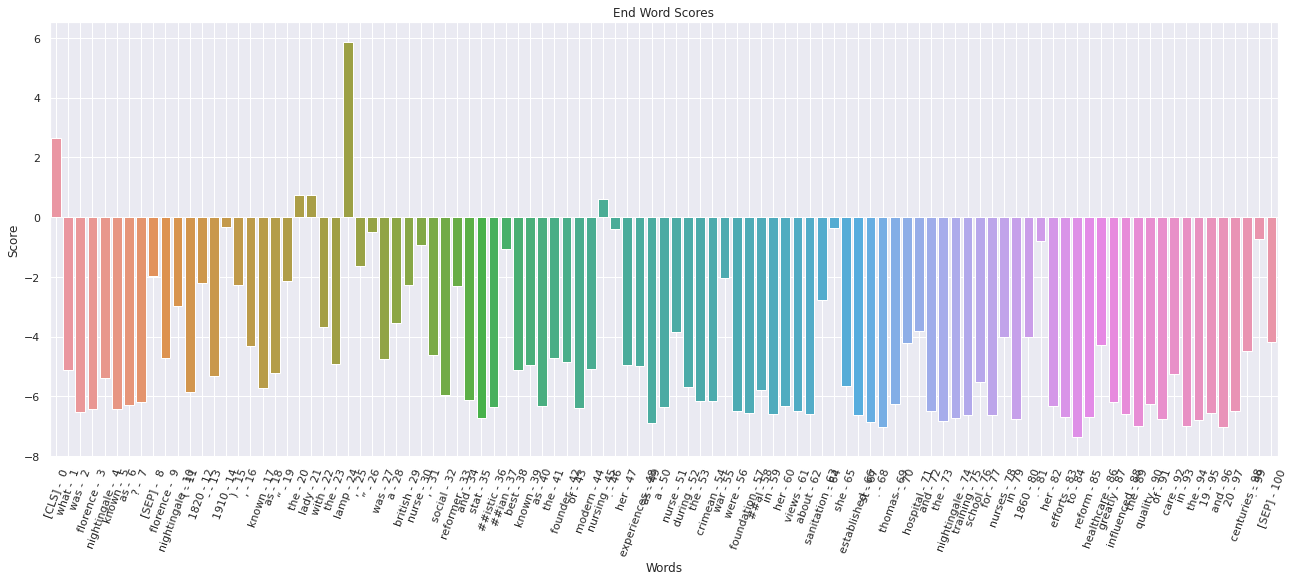 End Word Scores
Score
6
4
2
0
−2
−4
−6
−8
[CLS] - 0
what - 1
was - 2
florence - 3
nightingale - 4
known - 5
as - 6
? - 7
[SEP] - 8
florence - 9
nightingale - 10
( - 11
1820 - 12
- 13
1910 - 14
) - 15
, - 16
known - 17
as - 18
" - 19
the - 20
lady - 21
with - 22
the - 23
lamp - 24
, - 25
" - 26
was - 27
a - 28
british - 29
nurse - 30
, - 31
social - 32
reformer - 33
and - 34
stat - 35
##istic - 36
##ian - 37
best - 38
known - 39
as - 40
the - 41
founder - 42
of - 43
modern - 44
nursing - 45
. - 46
her - 47
experiences - 48
as - 49
a - 50
nurse - 51
during - 52
the - 53
crimean - 54
war - 55
were - 56
foundation - 57
##al - 58
in - 59
her - 60
views - 61
about - 62
sanitation - 63
. - 64
she - 65
established - 66
st - 67
. - 68
thomas - 69
' - 70
hospital - 71
and - 72
the - 73
nightingale - 74
training - 75
school - 76
for - 77
nurses - 78
in - 79
1860 - 80
. - 81
her - 82
efforts - 83
to - 84
reform - 85
healthcare - 86
greatly - 87
influenced - 88
the - 89
quality - 90
of - 91
care - 92
in - 93
the - 94
19 - 95
and - 96
20 - 97
centuries - 98
. - 99
[SEP] - 100
Words